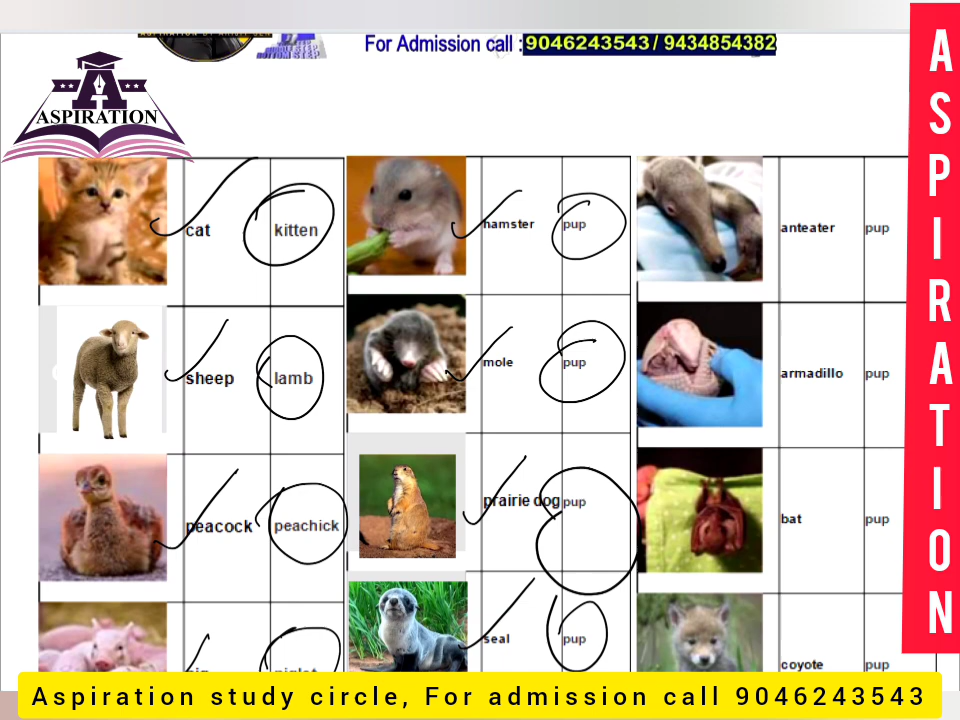 For Admission call : 9046243543 / 9434854382
ASPIRATION
cat kitten
hamster pup
anteater pup
sheep lamb
mole pup
armadillo pup
peacock peachick
prairie dog pup
bat pup
seal pup
coyote pup
ASPIRATION
Aspiration study circle, For admission call 9046243543